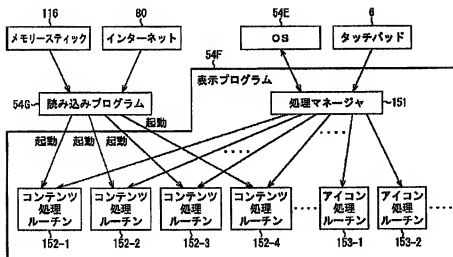 116
80
54E
6
メモリースティック
インターネット
OS
タッチパッド
54F
表示プログラム
54G
読み込みプログラム
処理マネージャ
151
起動
起動
起動
起動
コンテンツ
処理
ルーチン
コンテンツ
処理
ルーチン
コンテンツ
処理
ルーチン
コンテンツ
処理
ルーチン
アイコン
処理
ルーチン
アイコン
処理
ルーチン
152-1
152-2
152-3
152-4
153-1
153-2